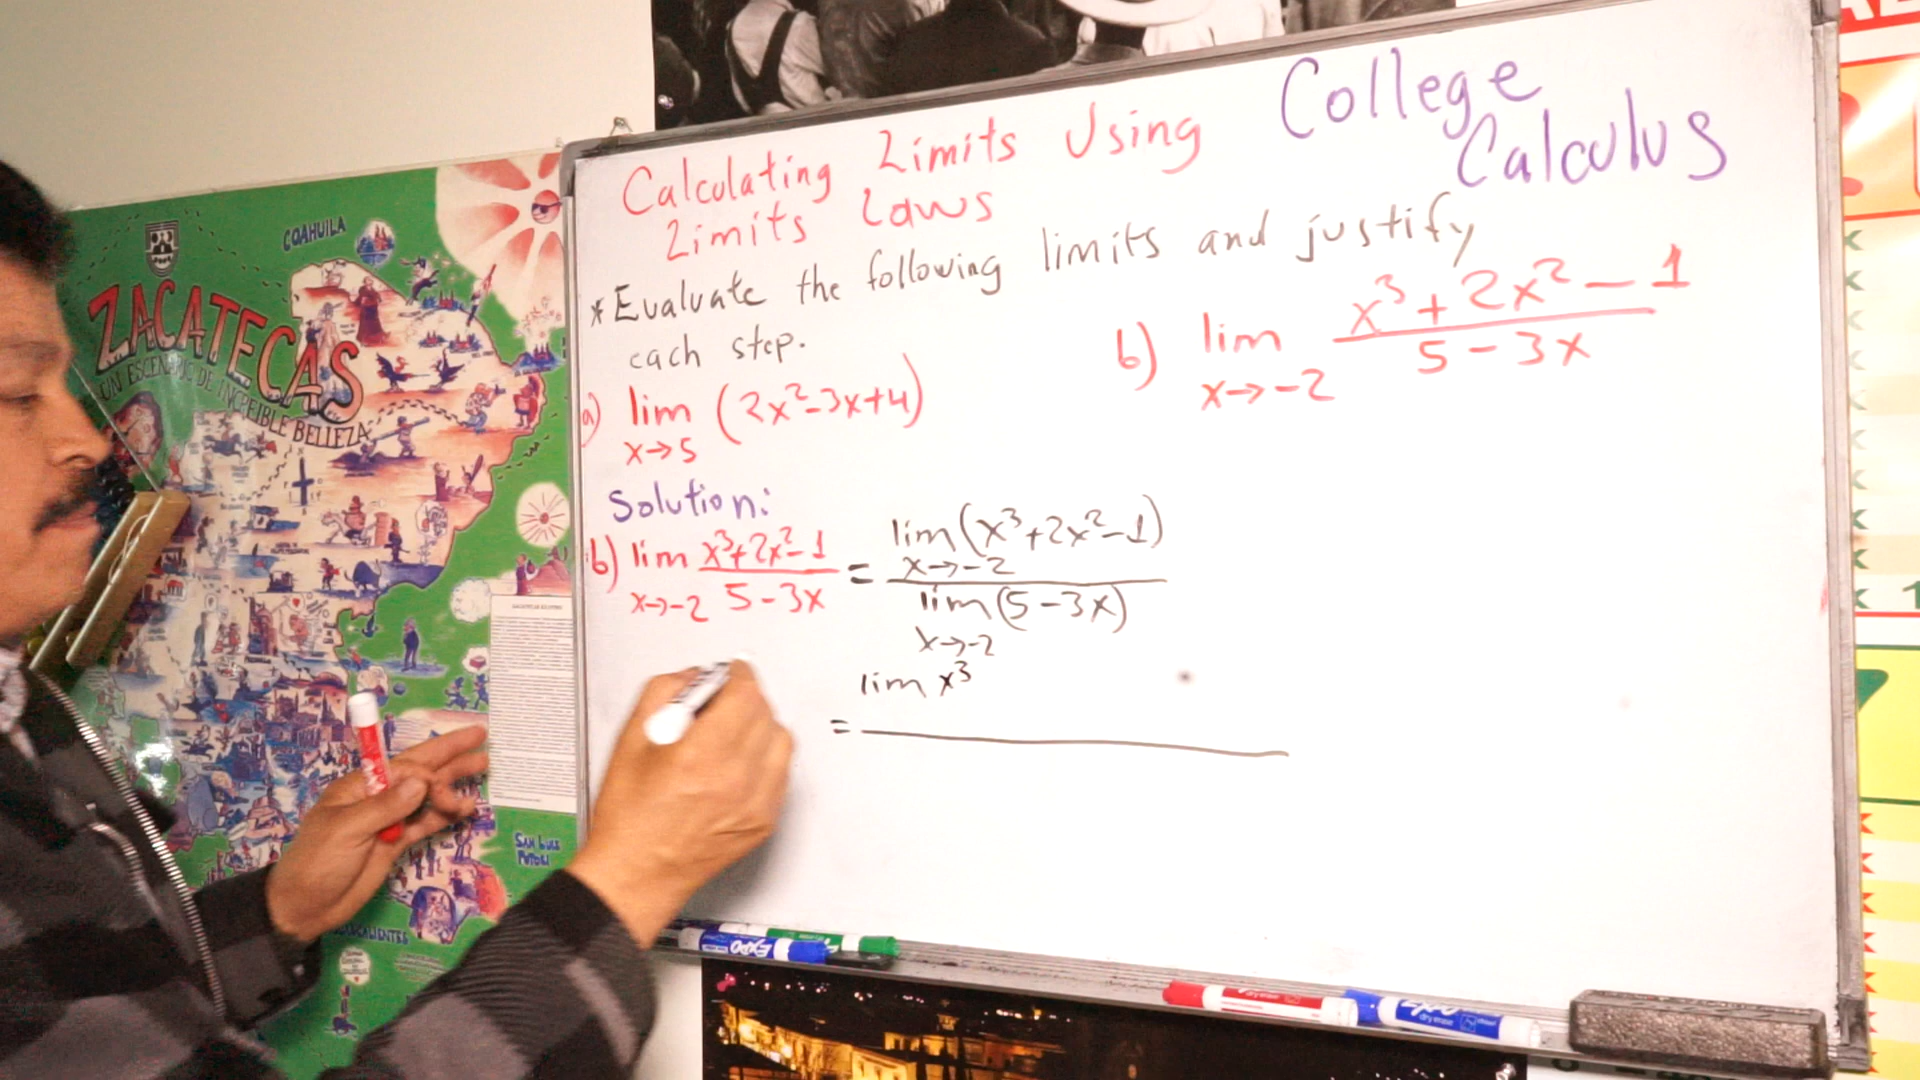 College
Calculus
Calculating Limits Using
Limits Laws
* Evaluate the following limits and justify
each step.
a) lim (2x²-3x+4)
x→5
b) lim x³+2x²-1
5-3x
x→-2
Solution:
b) lim x³+2x²-1 = lim (x³+2x²-1)
x→-2
x→-2 5-3x lim (5-3x)
x→-2
lim x³
=
COAHUILA
ZACATECAS
UN ESCENARIO DE INCREIBLE BELLEZA
SAN LUIS
POTOSI
EXPO